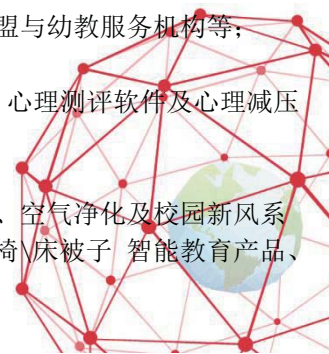 盟与幼教服务机构等；
心理测评软件及心理减压
、空气净化及校园新风系
椅\床被子 智能教育产品、